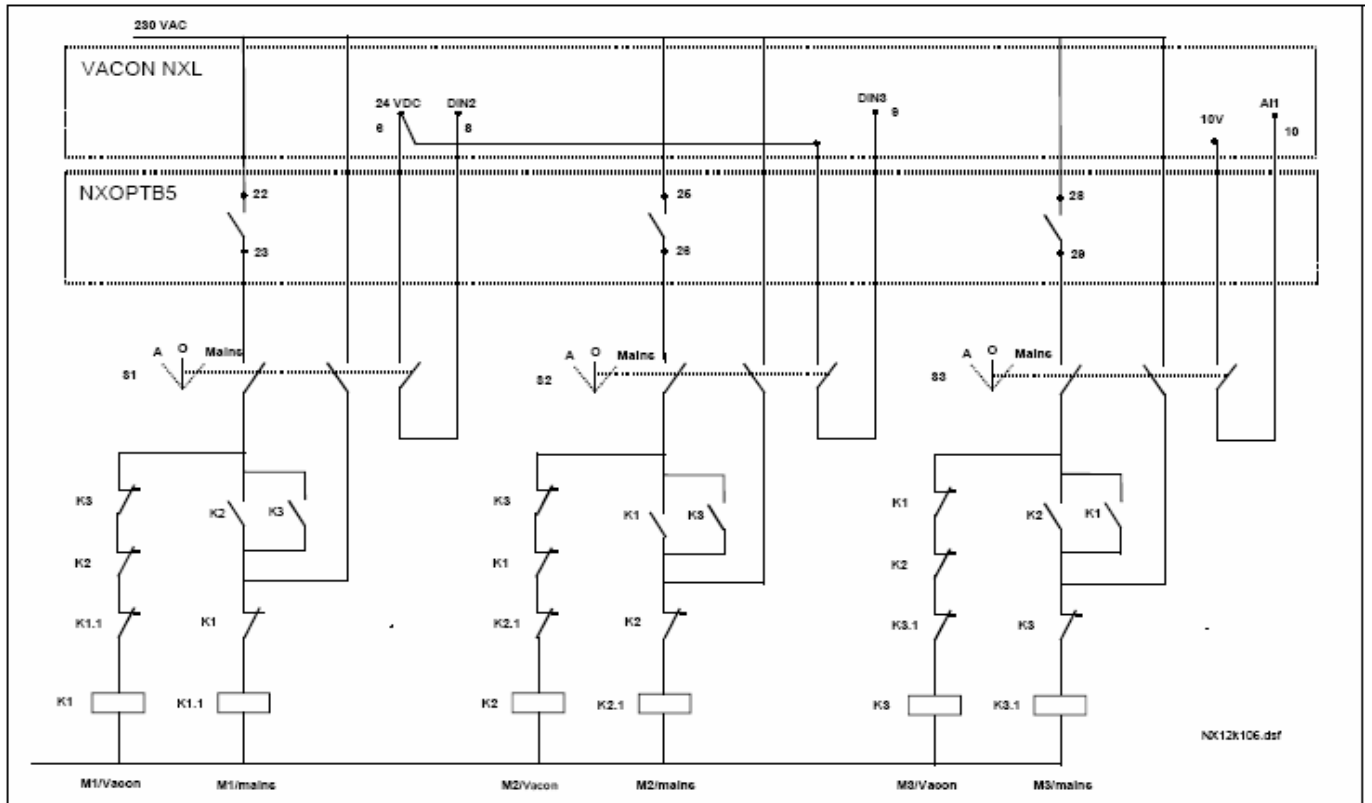 230 VAC
VACON NXL
24 VDC DIN2 DIN3 10V AI1
6 8 9 10
NXOPTB5
22 25 28
23 26 29
A O Mains A O Mains A O Mains
S1 S2 S3
K3 K2 K3 K3 K1 K3 K1 K2 K1
K2 K1 K2
K1.1 K1 K2.1 K2 K3.1 K3
K1 K1.1 K2 K2.1 K3 K3.1
NX12k106.dsf
M1/Vacon M1/mains M2/Vacon M2/mains M3/Vacon M3/mains